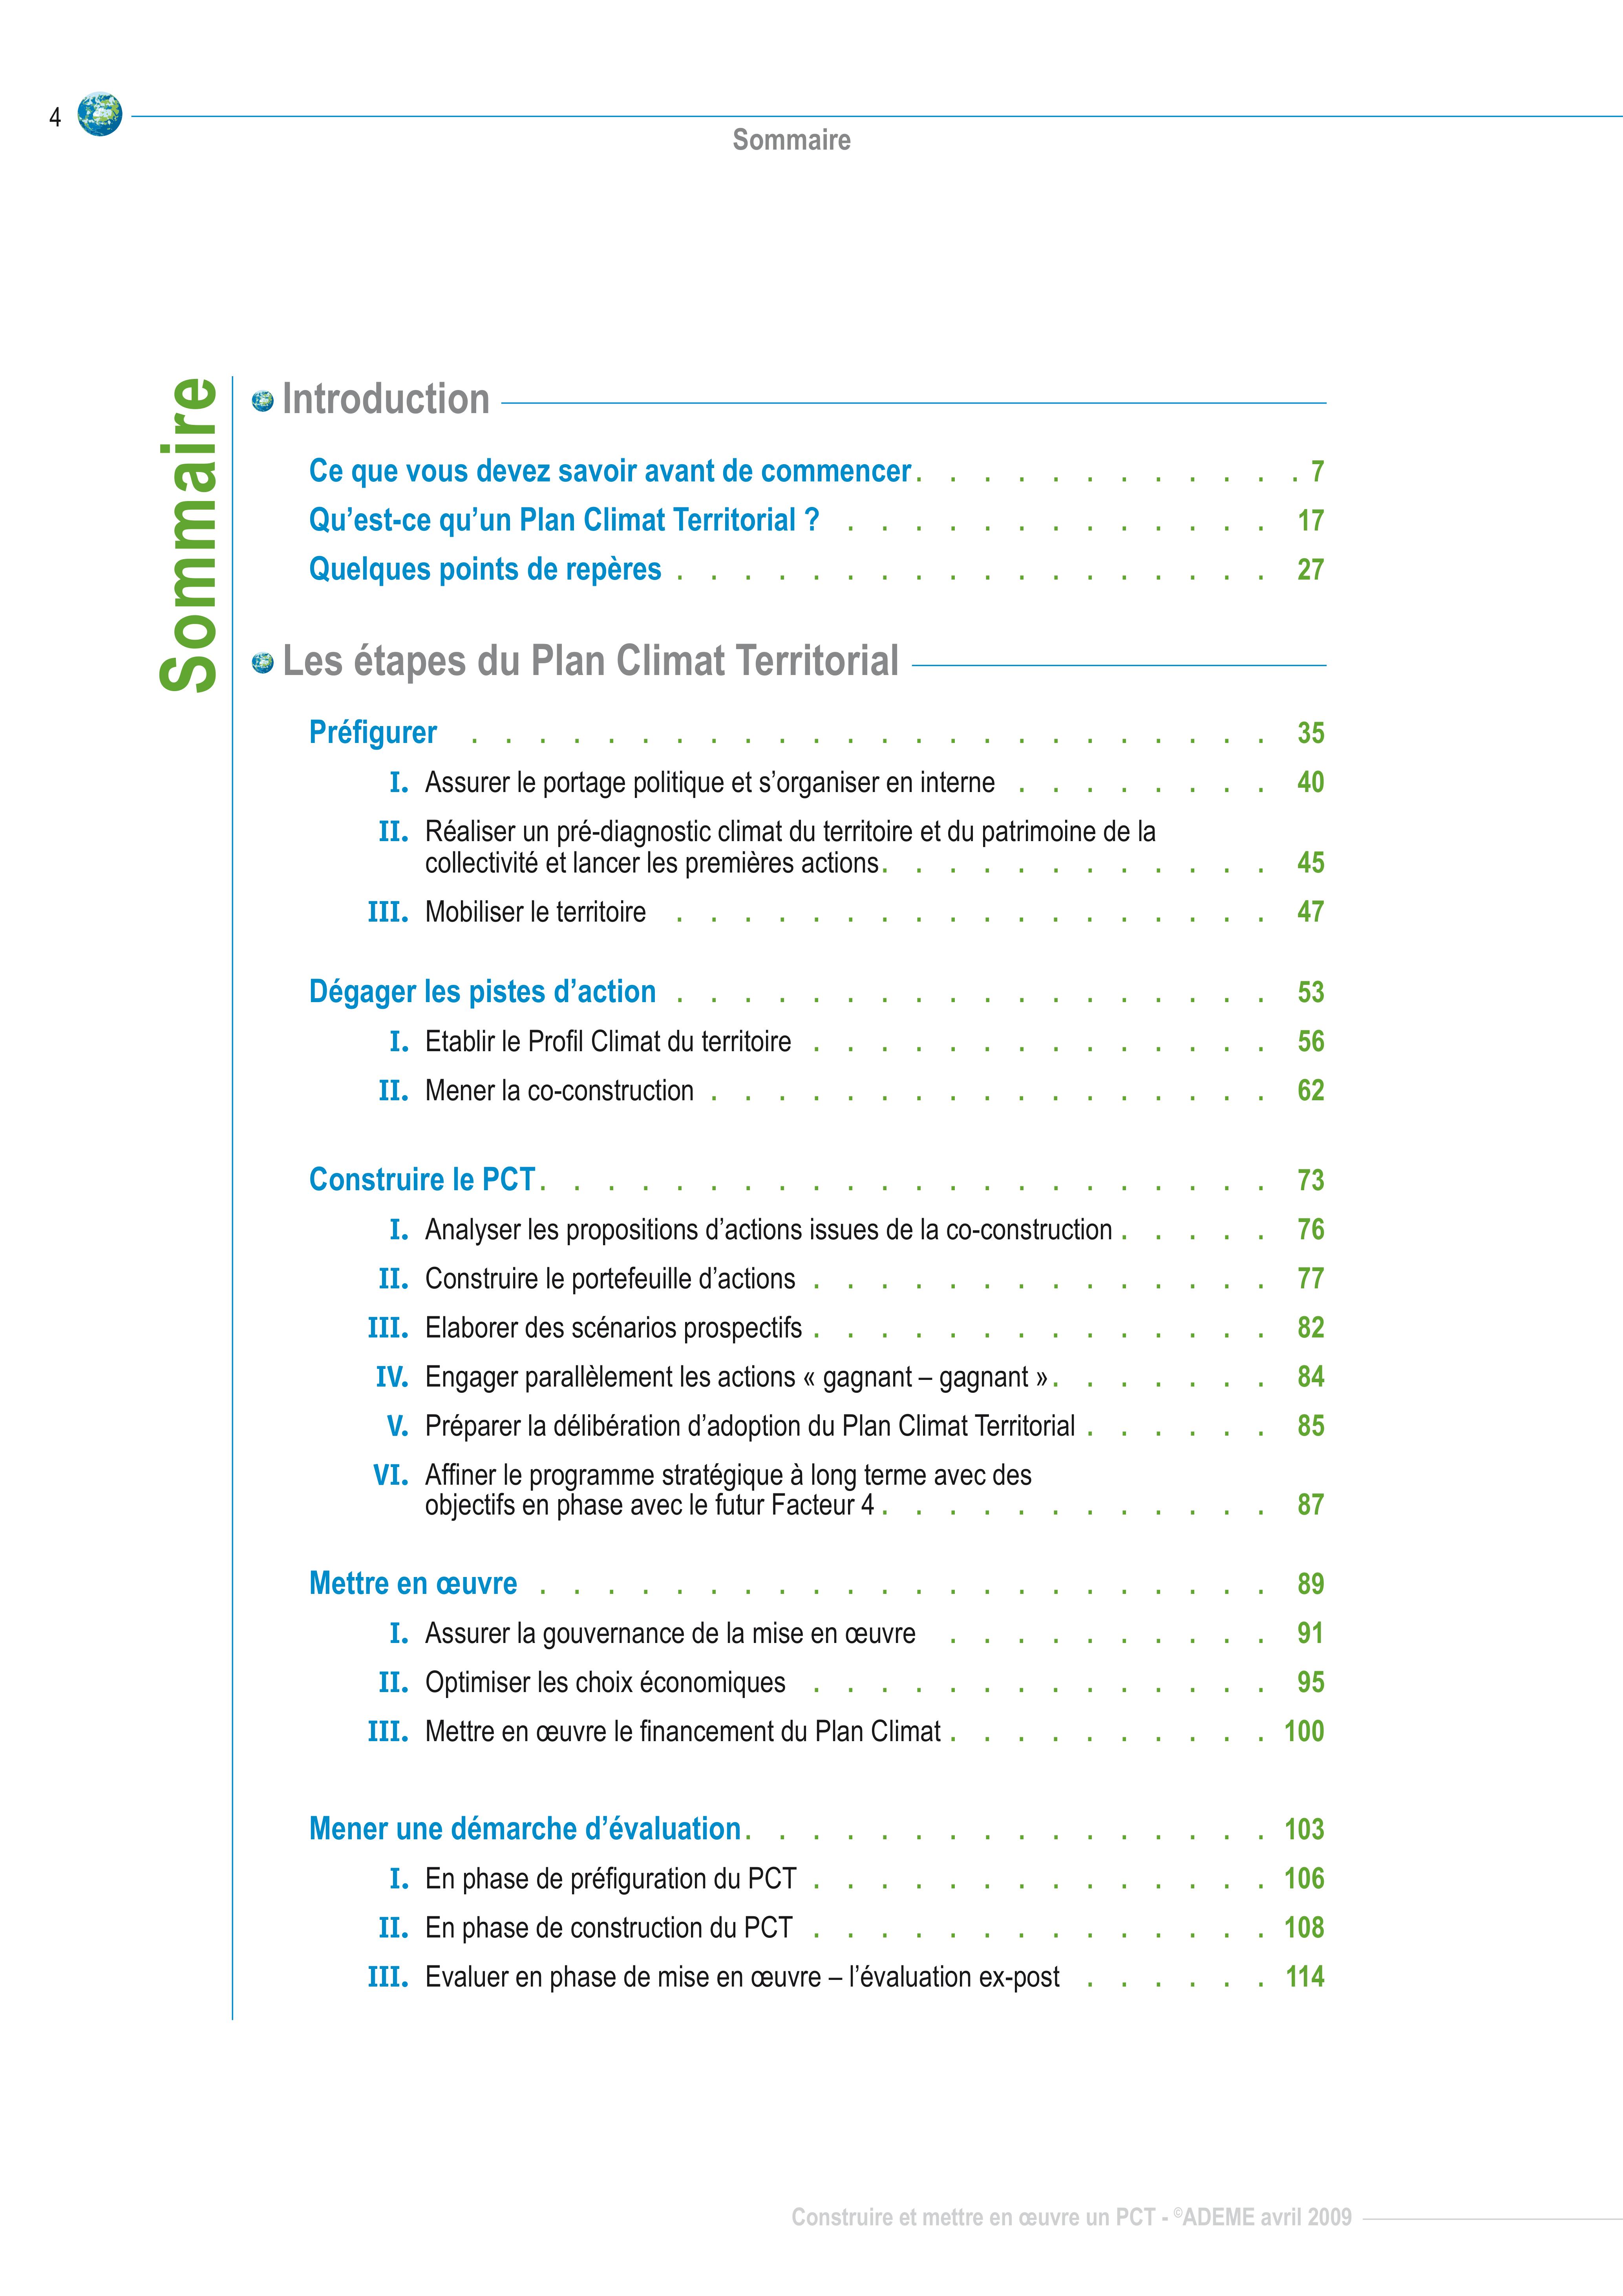 4
Sommaire
Sommaire
Introduction
Ce que vous devez savoir avant de commencer . . . . . . . . . . . . 7
Qu’est-ce qu’un Plan Climat Territorial ? . . . . . . . . . . . . . 17
Quelques points de repères . . . . . . . . . . . . . . . . . . 27
Les étapes du Plan Climat Territorial
Préfigurer . . . . . . . . . . . . . . . . . . . . . . . . 35
I. Assurer le portage politique et s’organiser en interne . . . . . . . . 40
II. Réaliser un pré-diagnostic climat du territoire et du patrimoine de la
collectivité et lancer les premières actions . . . . . . . . . . . . 45
III. Mobiliser le territoire . . . . . . . . . . . . . . . . . . 47
Dégager les pistes d’action . . . . . . . . . . . . . . . . . . 53
I. Etablir le Profil Climat du territoire . . . . . . . . . . . . . . 56
II. Mener la co-construction . . . . . . . . . . . . . . . . . 62
Construire le PCT . . . . . . . . . . . . . . . . . . . . . . 73
I. Analyser les propositions d’actions issues de la co-construction . . . . . 76
II. Construire le portefeuille d’actions . . . . . . . . . . . . . . 77
III. Elaborer des scénarios prospectifs . . . . . . . . . . . . . . 82
IV. Engager parallèlement les actions « gagnant – gagnant » . . . . . . . 84
V. Préparer la délibération d’adoption du Plan Climat Territorial . . . . . . 85
VI. Affiner le programme stratégique à long terme avec des
objectifs en phase avec le futur Facteur 4 . . . . . . . . . . . . 87
Mettre en œuvre . . . . . . . . . . . . . . . . . . . . . . 89
I. Assurer la gouvernance de la mise en œuvre . . . . . . . . . . 91
II. Optimiser les choix économiques . . . . . . . . . . . . . . 95
III. Mettre en œuvre le financement du Plan Climat . . . . . . . . . . 100
Mener une démarche d’évaluation . . . . . . . . . . . . . . . . 103
I. En phase de préfiguration du PCT . . . . . . . . . . . . . . 106
II. En phase de construction du PCT . . . . . . . . . . . . . . 108
III. Evaluer en phase de mise en œuvre – l’évaluation ex-post . . . . . . 114
Construire et mettre en œuvre un PCT - ©ADEME avril 2009